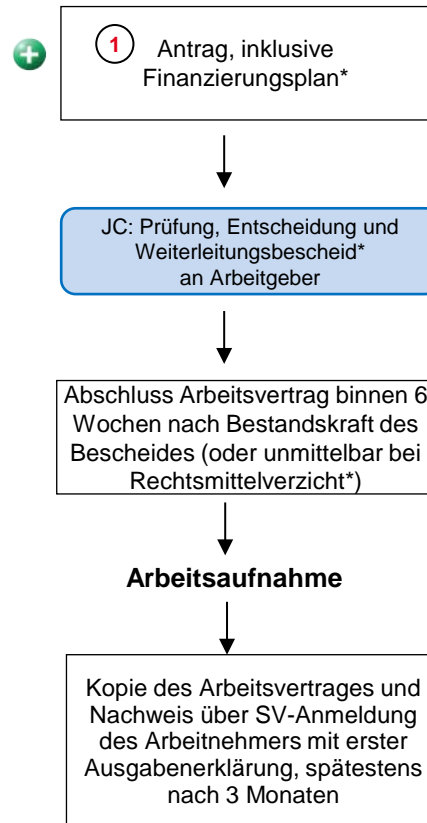 1 Antrag, inklusive
Finanzierungsplan*
JC: Prüfung, Entscheidung und
Weiterleitungsbescheid*
an Arbeitgeber
Abschluss Arbeitsvertrag binnen 6
Wochen nach Bestandskraft des
Bescheides (oder unmittelbar bei
Rechtsmittelverzicht*)
Arbeitsaufnahme
Kopie des Arbeitsvertrages und
Nachweis über SV-Anmeldung
des Arbeitnehmers mit erster
Ausgabenerklärung, spätestens
nach 3 Monaten